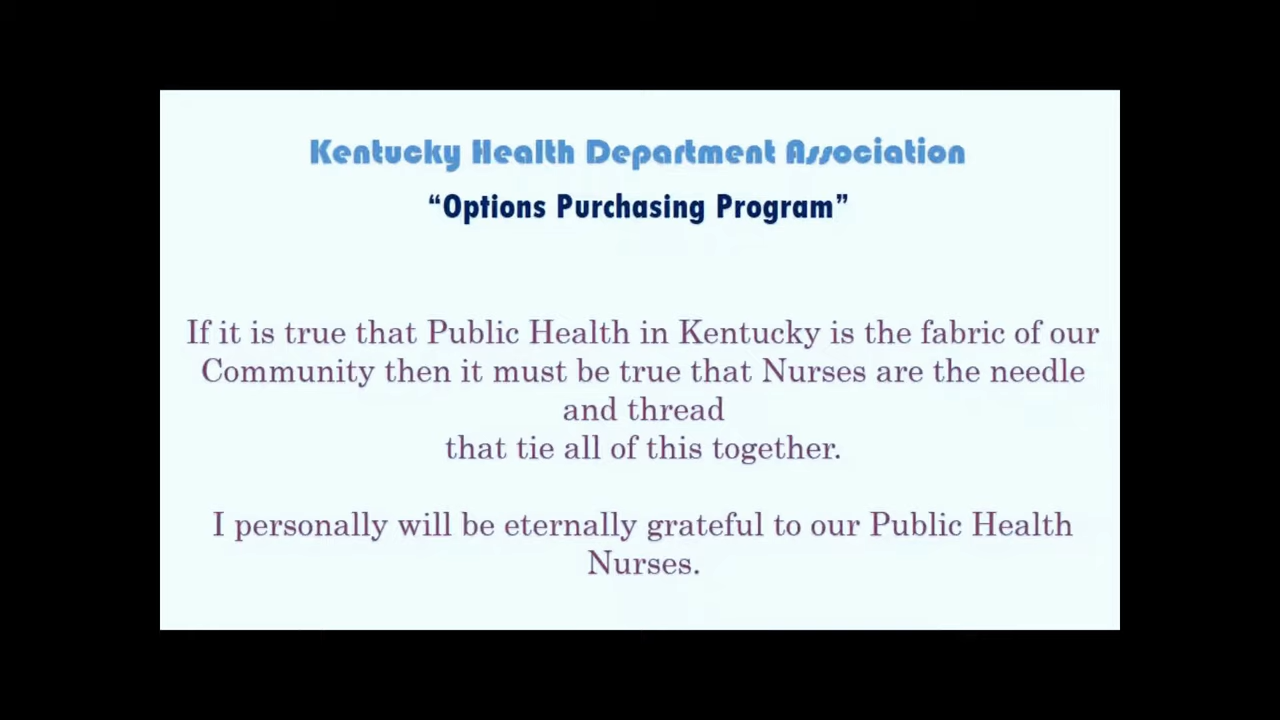 Kentucky Health Department Association
“Options Purchasing Program”
If it is true that Public Health in Kentucky is the fabric of our
Community then it must be true that Nurses are the needle
and thread
that tie all of this together.
I personally will be eternally grateful to our Public Health
Nurses.